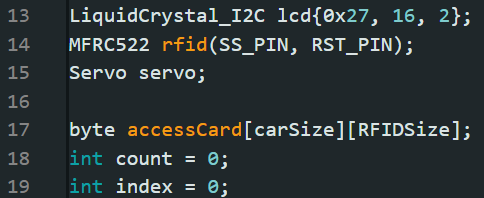 13 LiquidCrystal_I2C lcd{0x27, 16, 2};
14 MFRC522 rfid(SS_PIN, RST_PIN);
15 Servo servo;
16
17 byte accessCard[carSize][RFIDSize];
18 int count = 0;
19 int index = 0;